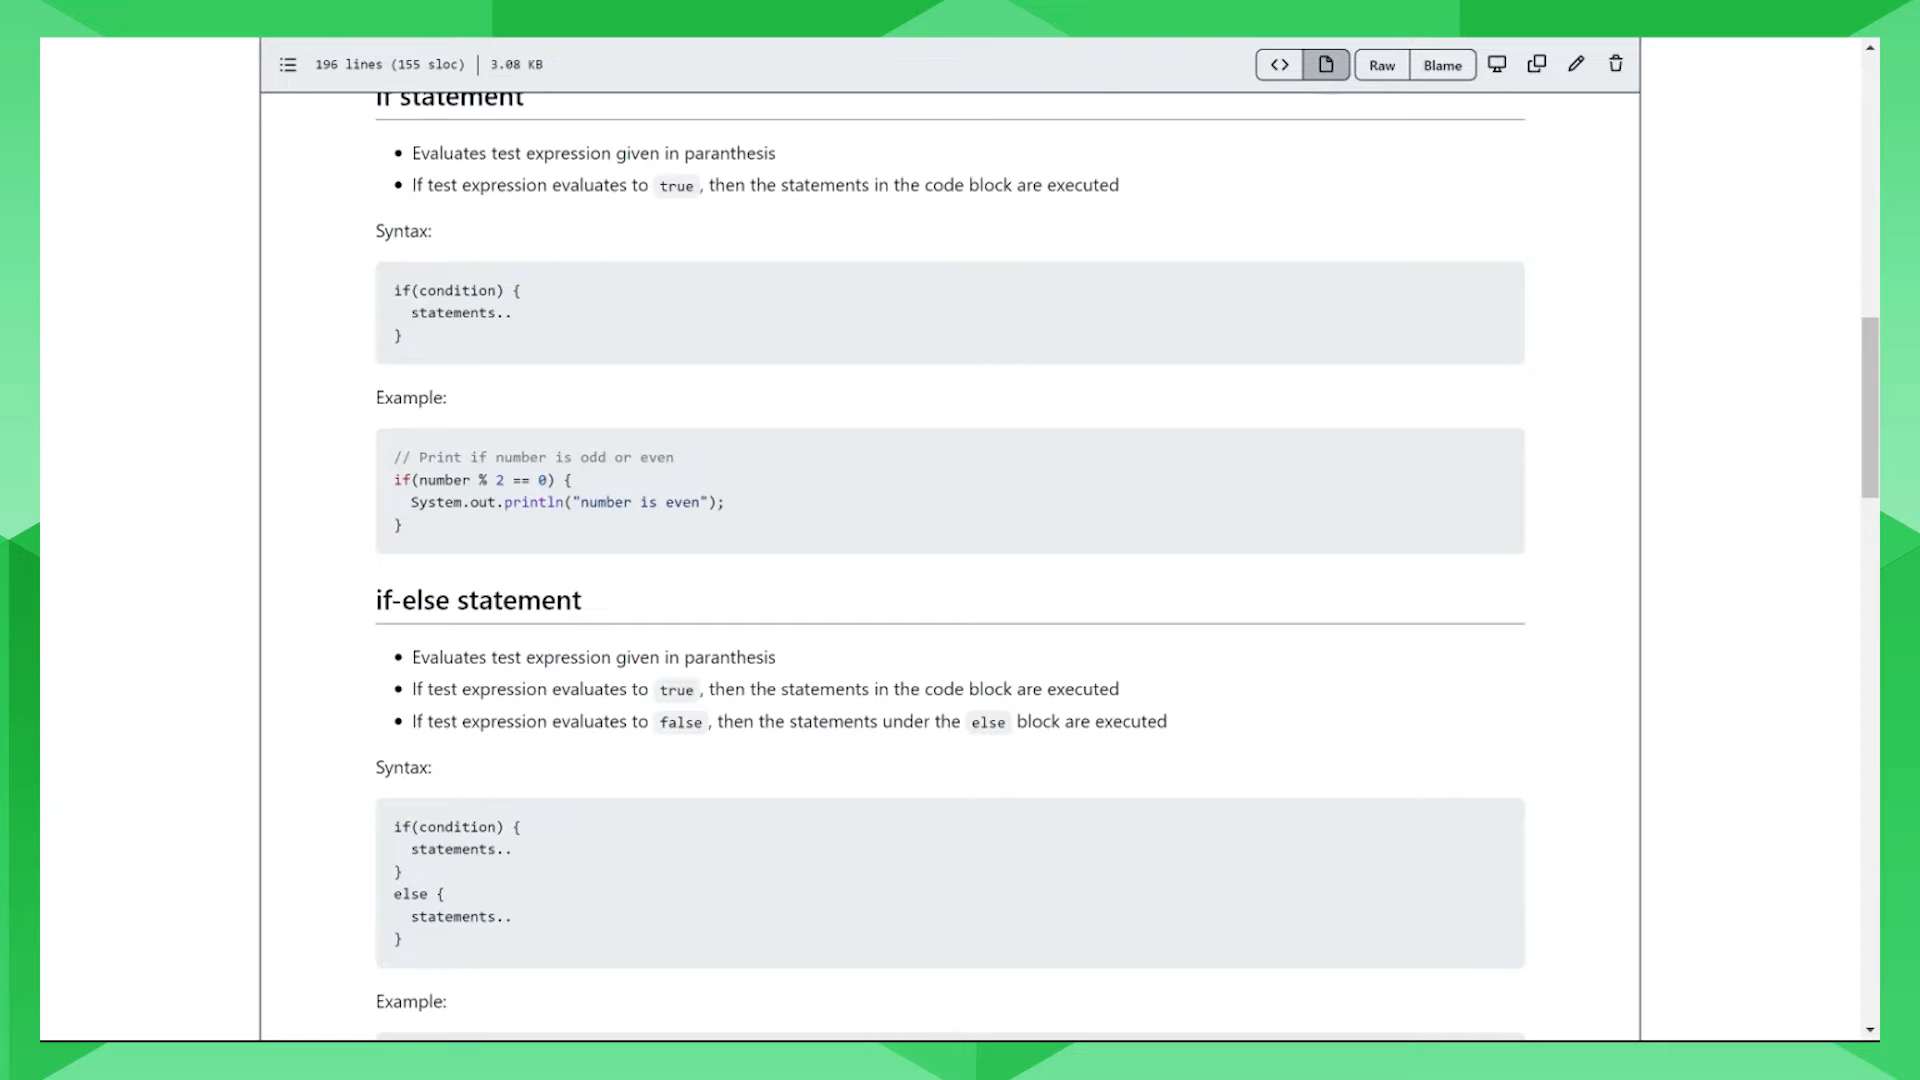 196 lines (155 sloc) | 3.08 KB
Raw
Blame
if statement
• Evaluates test expression given in paranthesis
• If test expression evaluates to true, then the statements in the code block are executed
Syntax:
if(condition) {
  statements..
}
Example:
// Print if number is odd or even
if(number % 2 == 0) {
  System.out.println("number is even");
}
if-else statement
• Evaluates test expression given in paranthesis
• If test expression evaluates to true, then the statements in the code block are executed
• If test expression evaluates to false, then the statements under the else block are executed
Syntax:
if(condition) {
  statements..
}
else {
  statements..
}
Example: